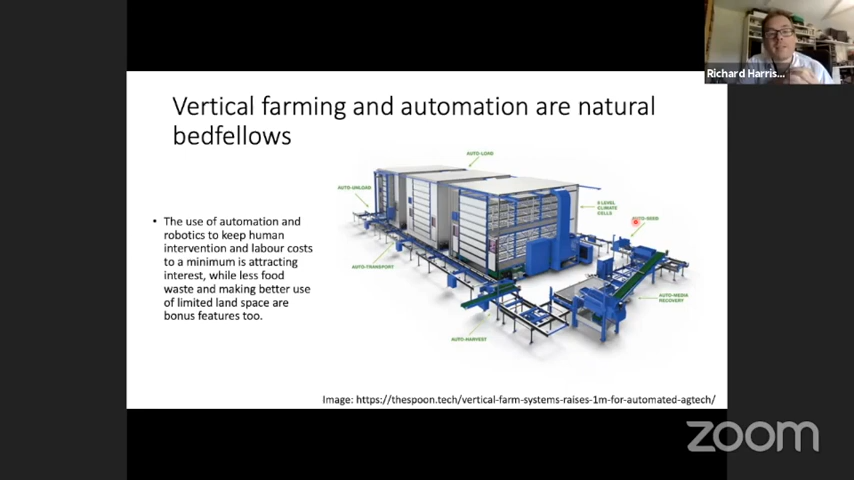 Richard Harris...
Vertical farming and automation are natural
bedfellows
• The use of automation and
robotics to keep human
intervention and labour costs
to a minimum is attracting
interest, while less food
waste and making better use
of limited land space are
bonus features too.
AUTO-LOAD
AUTO-UNLOAD
6 LEVEL
CLIMATE
CELLS
AUTO-SEED
AUTO-TRANSPORT
AUTO-MEDIA
RECOVERY
AUTO-HARVEST
Image: https://thespoon.tech/vertical-farm-systems-raises-1m-for-automated-agtech/
zoom